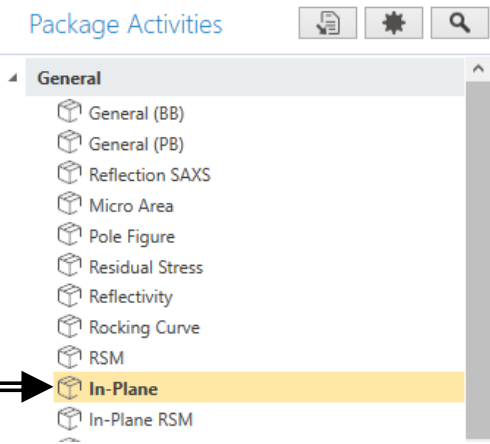 Package Activities
General
General (BB)
General (PB)
Reflection SAXS
Micro Area
Pole Figure
Residual Stress
Reflectivity
Rocking Curve
RSM
In-Plane
In-Plane RSM